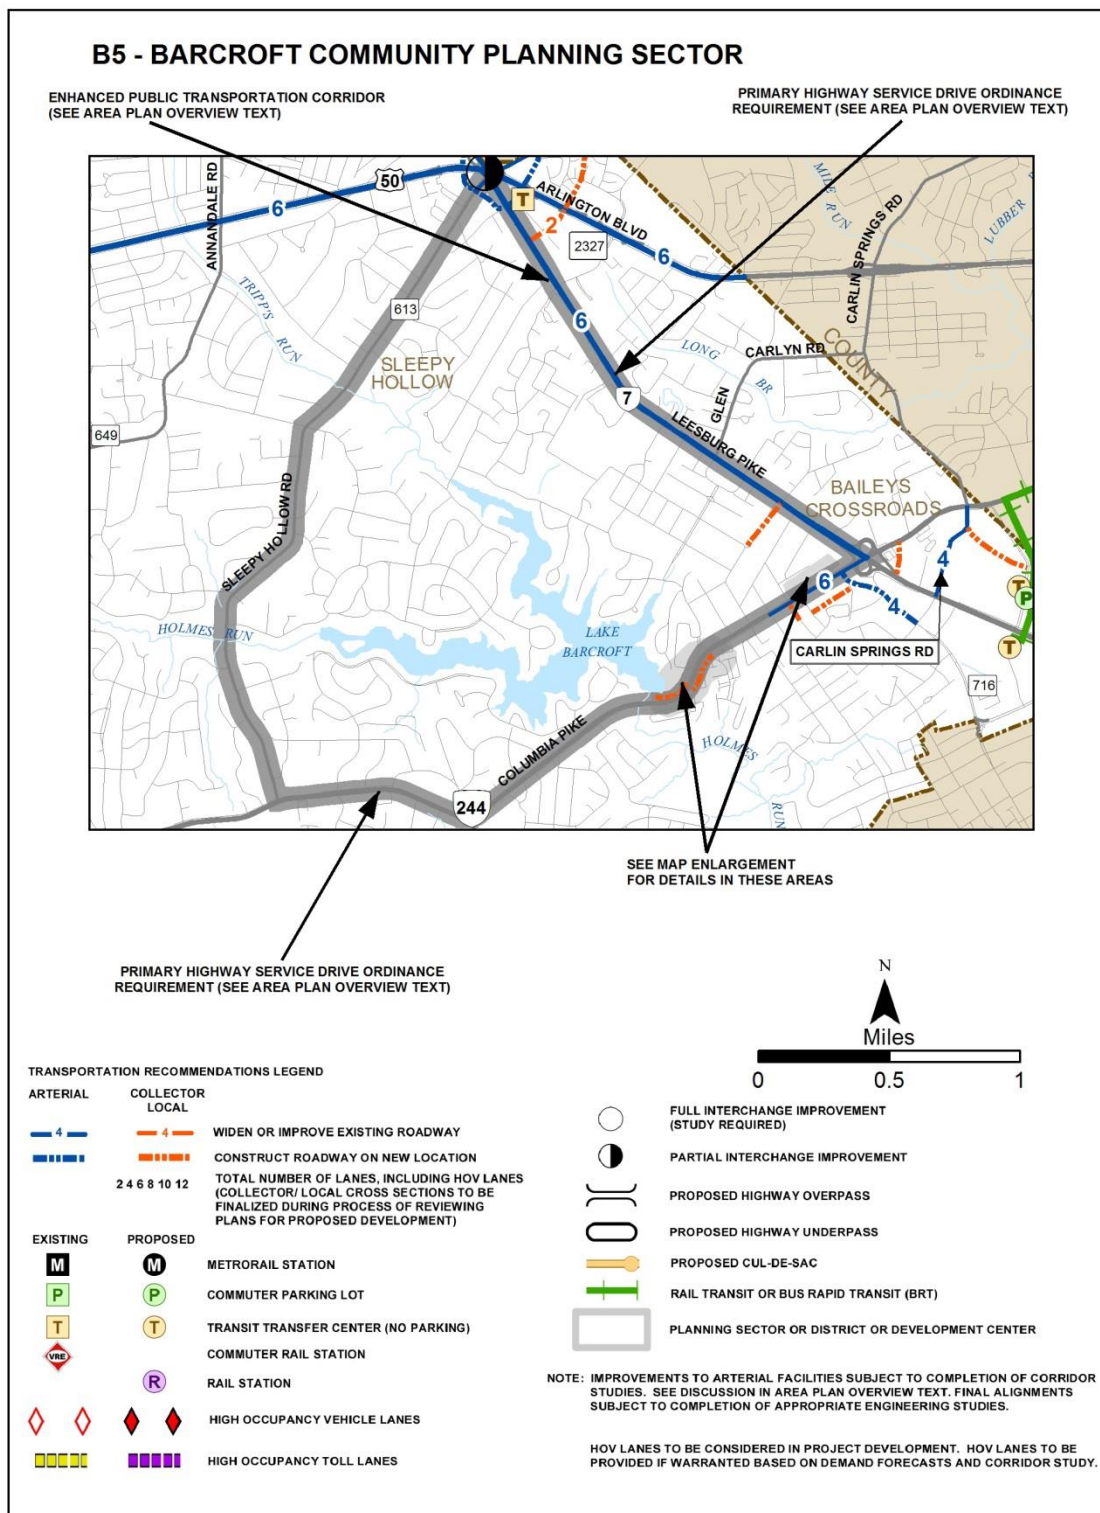 B5 - BARCROFT COMMUNITY PLANNING SECTOR
ENHANCED PUBLIC TRANSPORTATION CORRIDOR
(SEE AREA PLAN OVERVIEW TEXT)
PRIMARY HIGHWAY SERVICE DRIVE ORDINANCE
REQUIREMENT (SEE AREA PLAN OVERVIEW TEXT)
ANNANDALE RD
50
6
T
ARLINGTON BLVD
2
2327
6
MILE RUN
CARLIN SPRINGS RD
LUBBER
613
TRIPP'S RUN
SLEEPY
HOLLOW
6
LONG BR
CARLYN RD
GLEN
COUNTY
7
LEESBURG PIKE
649
BAILEYS
CROSSROADS
SLEEPY HOLLOW RD
6
4
4
T
P
T
HOLMES RUN
LAKE
BARCROFT
CARLIN SPRINGS RD
716
COLUMBIA PIKE
HOLMES
RUN
244
SEE MAP ENLARGEMENT
FOR DETAILS IN THESE AREAS
PRIMARY HIGHWAY SERVICE DRIVE ORDINANCE
REQUIREMENT (SEE AREA PLAN OVERVIEW TEXT)
N
Miles
0 0.5 1
TRANSPORTATION RECOMMENDATIONS LEGEND
ARTERIAL COLLECTOR
LOCAL
4 4 WIDEN OR IMPROVE EXISTING ROADWAY
CONSTRUCT ROADWAY ON NEW LOCATION
2 4 6 8 10 12 TOTAL NUMBER OF LANES, INCLUDING HOV LANES
(COLLECTOR/ LOCAL CROSS SECTIONS TO BE
FINALIZED DURING PROCESS OF REVIEWING
PLANS FOR PROPOSED DEVELOPMENT)
EXISTING PROPOSED
M M METRORAIL STATION
P P COMMUTER PARKING LOT
T T TRANSIT TRANSFER CENTER (NO PARKING)
VRE COMMUTER RAIL STATION
R RAIL STATION
HIGH OCCUPANCY VEHICLE LANES
HIGH OCCUPANCY TOLL LANES
FULL INTERCHANGE IMPROVEMENT
(STUDY REQUIRED)
PARTIAL INTERCHANGE IMPROVEMENT
PROPOSED HIGHWAY OVERPASS
PROPOSED HIGHWAY UNDERPASS
PROPOSED CUL-DE-SAC
RAIL TRANSIT OR BUS RAPID TRANSIT (BRT)
PLANNING SECTOR OR DISTRICT OR DEVELOPMENT CENTER
NOTE: IMPROVEMENTS TO ARTERIAL FACILITIES SUBJECT TO COMPLETION OF CORRIDOR
STUDIES. SEE DISCUSSION IN AREA PLAN OVERVIEW TEXT. FINAL ALIGNMENTS
SUBJECT TO COMPLETION OF APPROPRIATE ENGINEERING STUDIES.
HOV LANES TO BE CONSIDERED IN PROJECT DEVELOPMENT. HOV LANES TO BE
PROVIDED IF WARRANTED BASED ON DEMAND FORECASTS AND CORRIDOR STUDY.